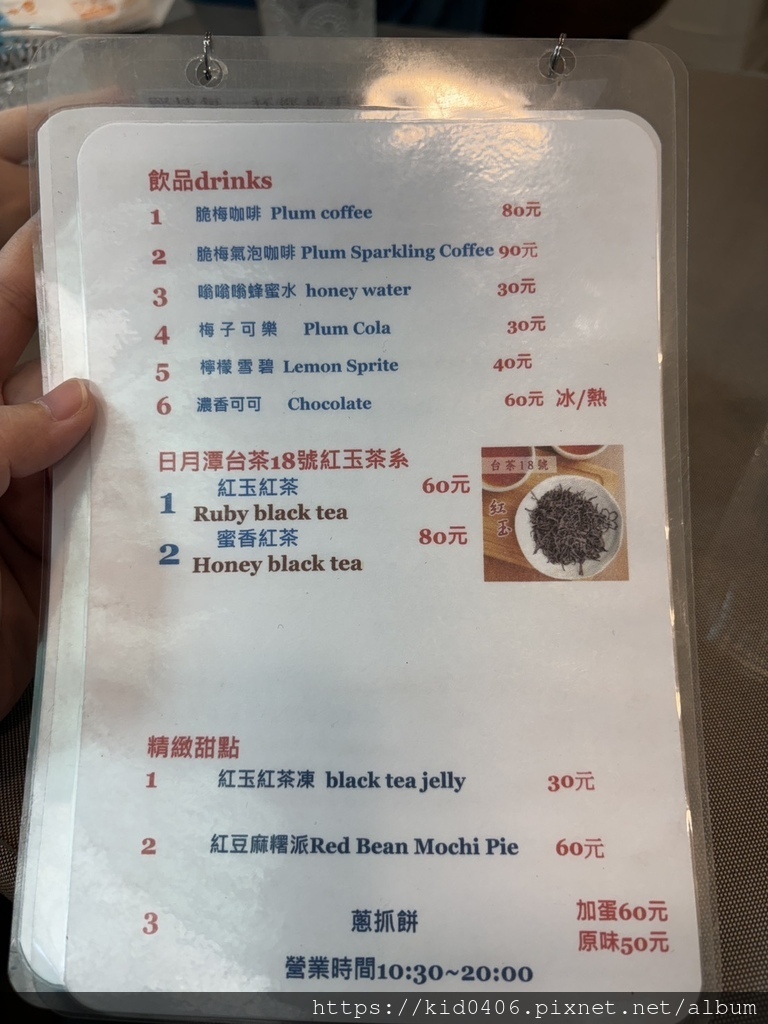 飲品drinks
1 脆梅咖啡 Plum coffee 80元
2 脆梅氣泡咖啡 Plum Sparkling Coffee 90元
3 嗡嗡嗡蜂蜜水 honey water 30元
4 梅子可樂 Plum Cola 30元
5 檸檬雪碧 Lemon Sprite 40元
6 濃香可可 Chocolate 60元 冰/熱
日月潭台茶18號紅玉茶系
1 紅玉紅茶 60元
Ruby black tea
2 蜜香紅茶 80元
Honey black tea
台茶18號
紅玉
精緻甜點
1 紅玉紅茶凍 black tea jelly 30元
2 紅豆麻糬派Red Bean Mochi Pie 60元
3 蔥抓餅 加蛋60元
原味50元
營業時間10:30~20:00
https://kid0406.pixnet.net/album